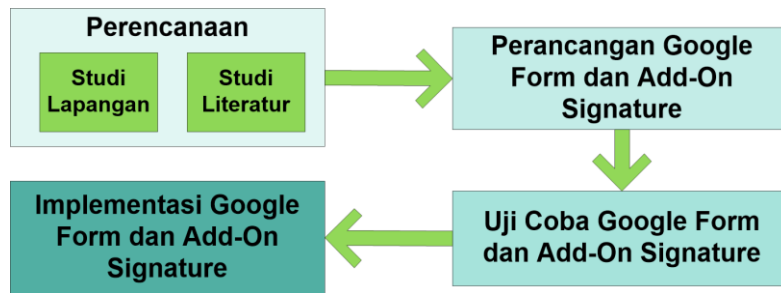 Perencanaan
Studi
Lapangan
Studi
Literatur
Perancangan Google
Form dan Add-On
Signature
Uji Coba Google Form
dan Add-On Signature
Implementasi Google
Form dan Add-On
Signature